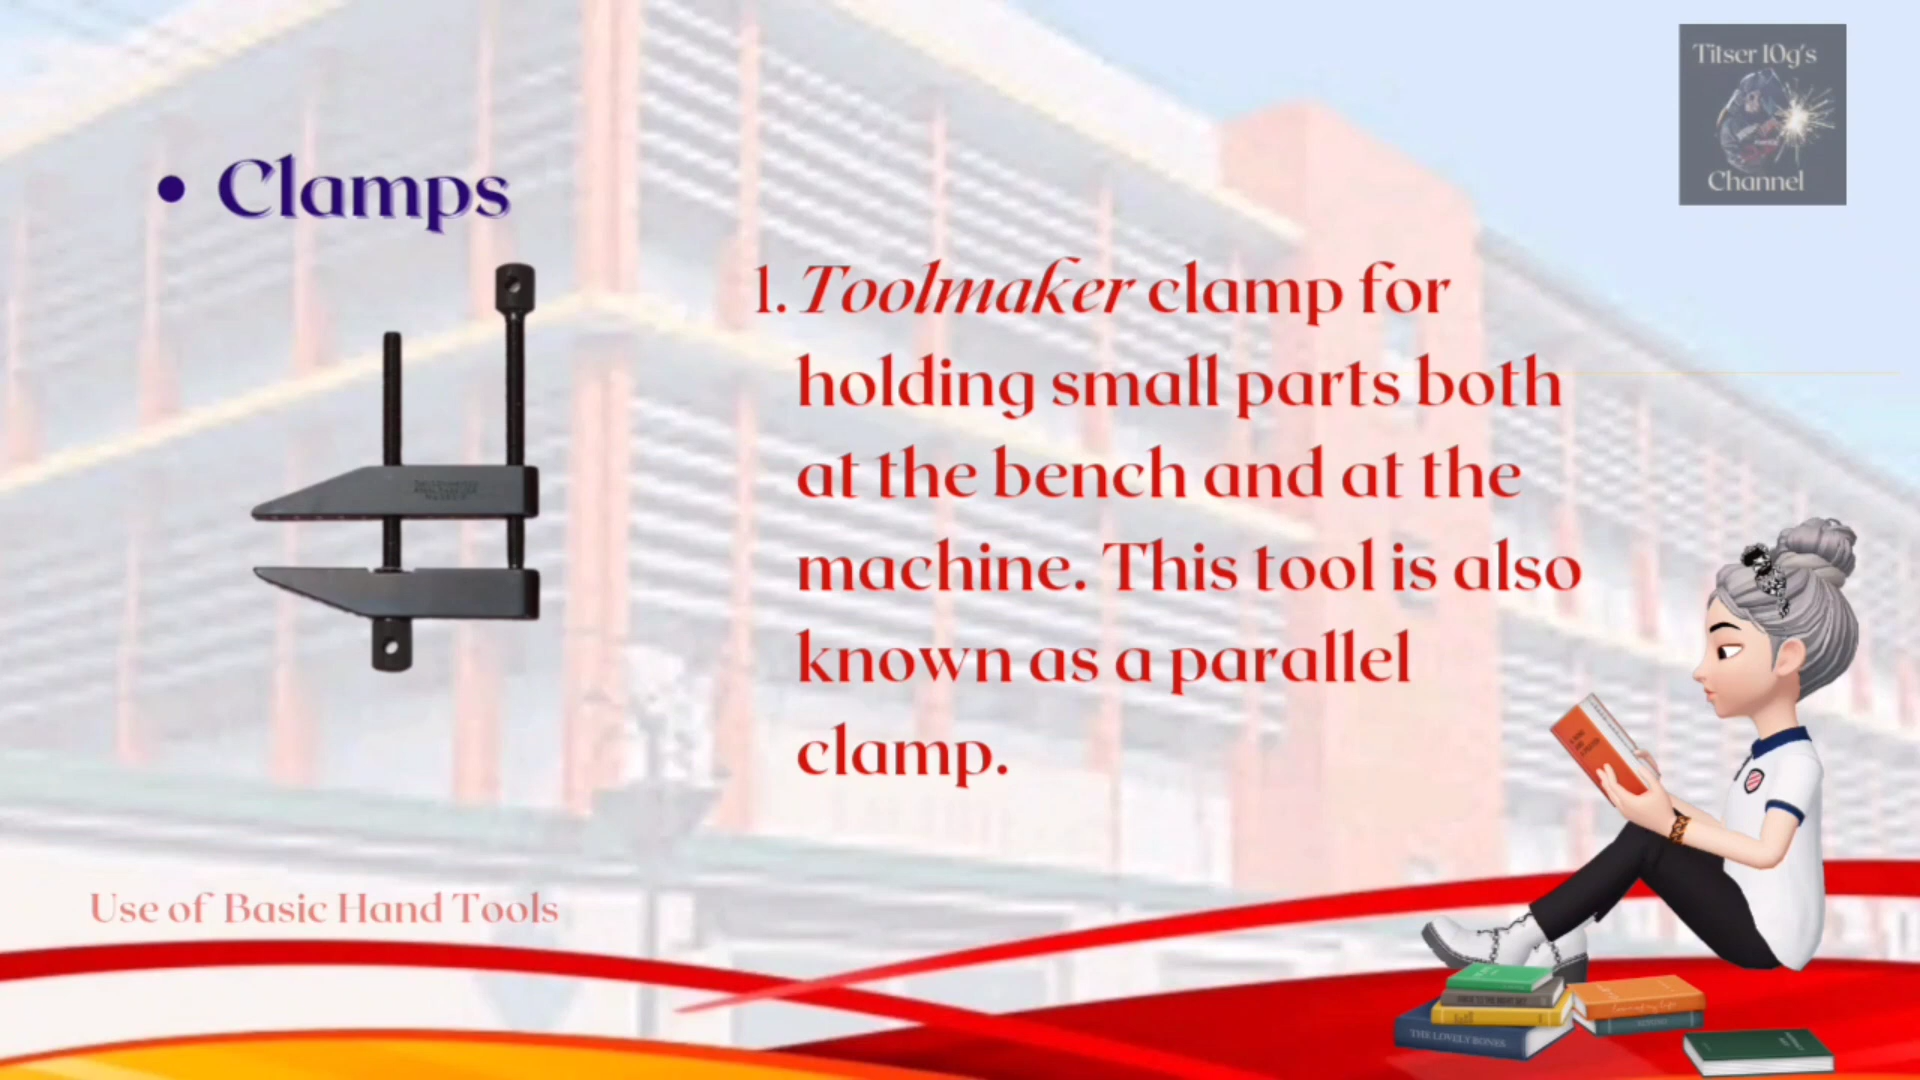 Titser 10g's
Channel
• Clamps
1. Toolmaker clamp for
holding small parts both
at the bench and at the
machine. This tool is also
known as a parallel
clamp.
Use of Basic Hand Tools
THE LOVELY BONES